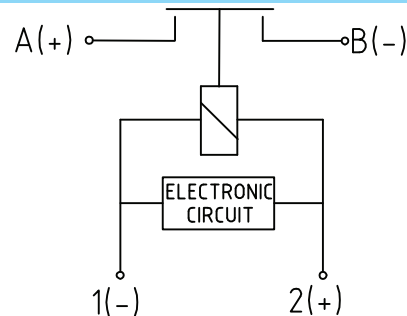 A(+)
B(-)
ELECTRONIC
CIRCUIT
1(-)
2(+)